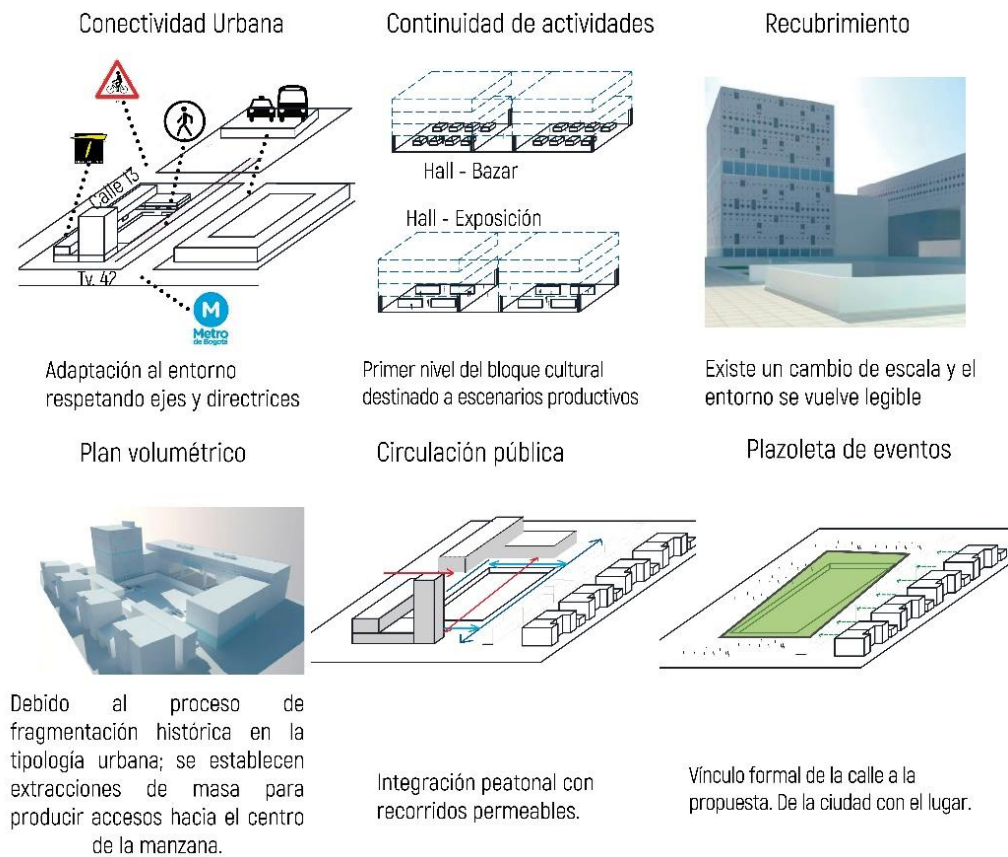 Conectividad Urbana
Continuidad de actividades
Recubrimiento
Calle 13
Tv. 42
M
Metro
de Bogotá
Hall - Bazar
Hall - Exposición
Adaptación al entorno
respetando ejes y directrices
Primer nivel del bloque cultural
destinado a escenarios productivos
Existe un cambio de escala y el
entorno se vuelve legible
Plan volumétrico
Circulación pública
Plazoleta de eventos
Debido al proceso de
fragmentación histórica en la
tipología urbana; se establecen
extracciones de masa para
producir accesos hacia el centro
de la manzana.
Integración peatonal con
recorridos permeables.
Vínculo formal de la calle a la
propuesta. De la ciudad con el lugar.